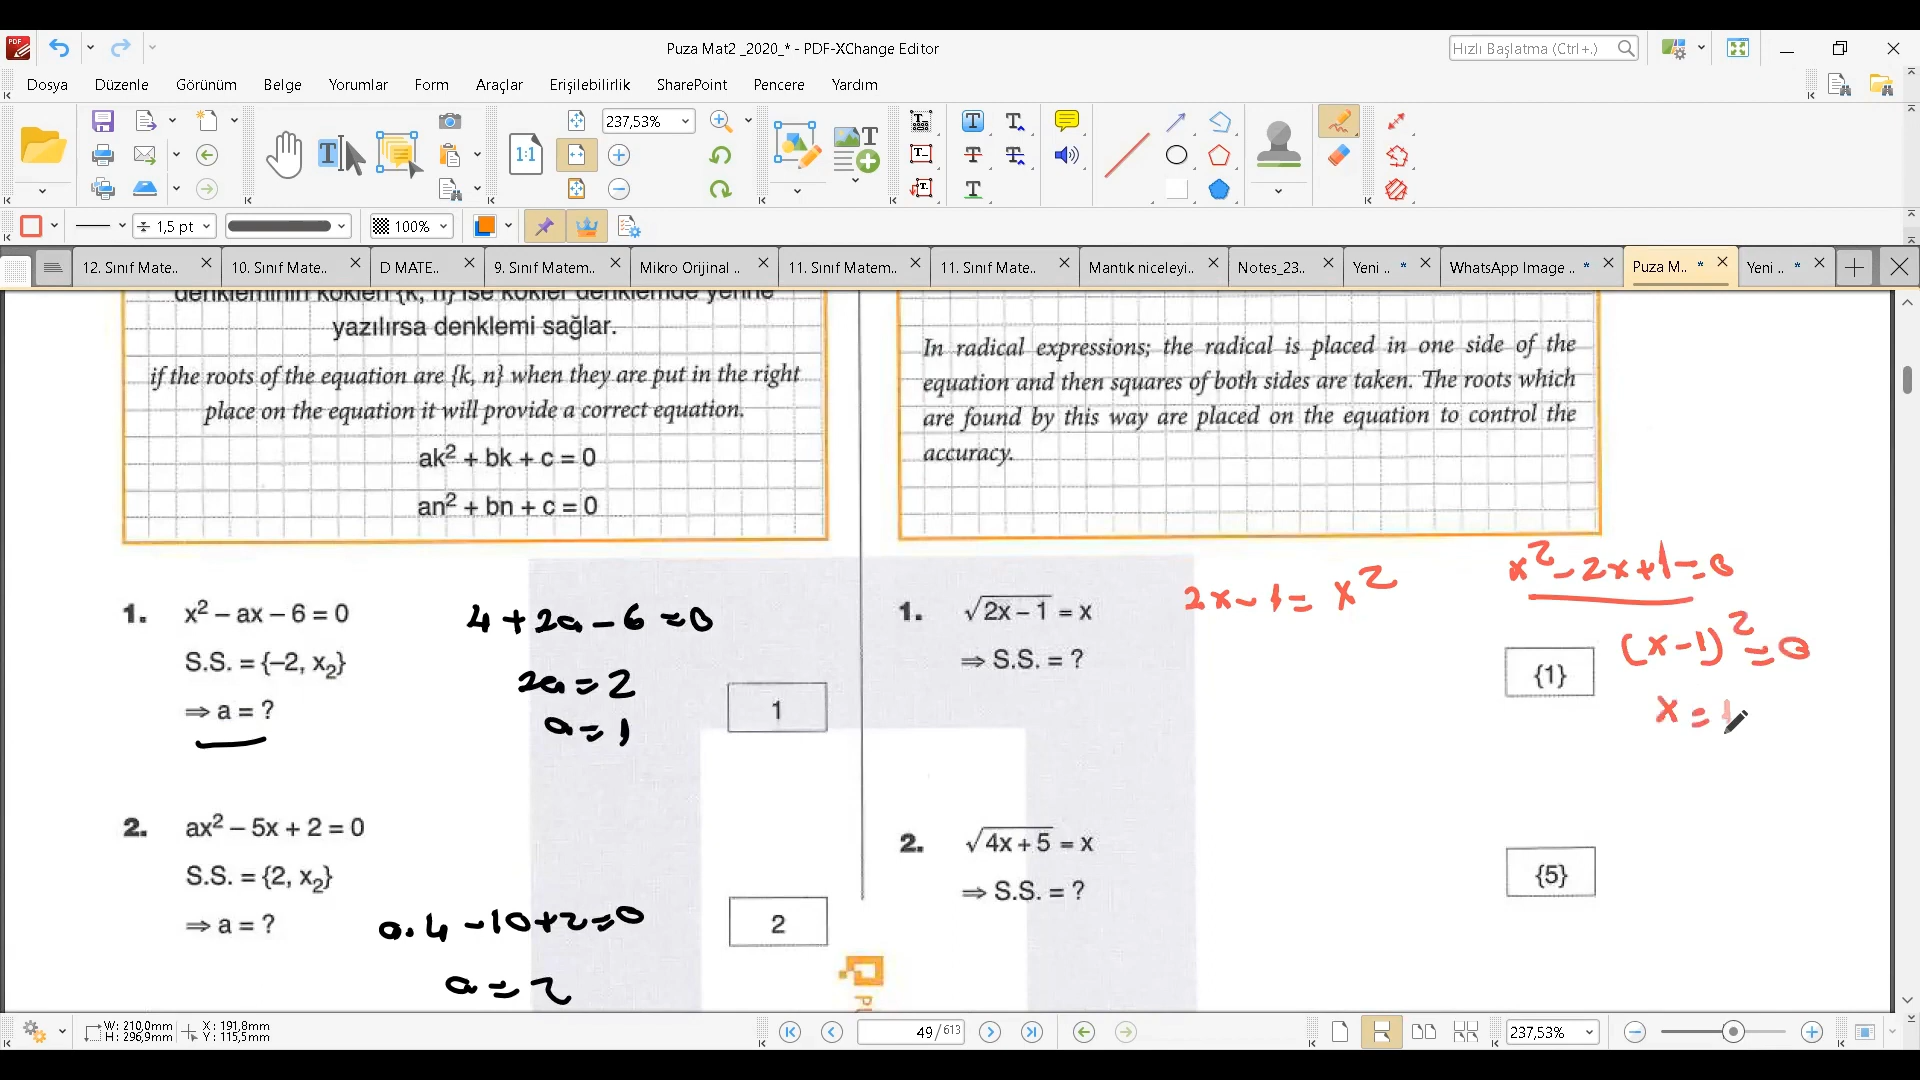 Puza Mat2 _2020_* - PDF-XChange Editor
Hızlı Başlatma (Ctrl+.)
Dosya Düzenle Görünüm Belge Yorumlar Form Araçlar Erişilebilirlik SharePoint Pencere Yardım
237,53%
1:1
1,5 pt
100%
12. Sınıf Mate..
10. Sınıf Mate..
D MATE..
9. Sınıf Matem..
Mikro Orijinal ..
11. Sınıf Matem..
11. Sınıf Mate..
Mantık niceleyi..
Notes_23..
Yeni .. *
WhatsApp Image .. *
Puza M.. *
Yeni .. *
denkleminin kökleri {k, n} ise kökler denklemde yerine
yazılırsa denklemi sağlar.
if the roots of the equation are {k, n} when they are put in the right
place on the equation it will provide a correct equation.
ak² + bk + c = 0
an² + bn + c = 0
In radical expressions; the radical is placed in one side of the
equation and then squares of both sides are taken. The roots which
are found by this way are placed on the equation to control the
accuracy.
1. x² – ax – 6 = 0
S.S. = {–2, x₂}
⇒ a = ?
4 + 2a – 6 = 0
2a = 2
a = 1
1
2. ax² – 5x + 2 = 0
S.S. = {2, x₂}
⇒ a = ?
a.4 – 10 + 2 = 0
a = 2
2
1. √(2x – 1) = x
⇒ S.S. = ?
2x – 1 = x²
x² – 2x + 1 = 0
(x – 1)² = 0
x = 1
{1}
2. √(4x + 5) = x
⇒ S.S. = ?
{5}
W: 210,0mm
H: 296,9mm
X: 191,8mm
Y: 115,5mm
49 / 613
237,53%